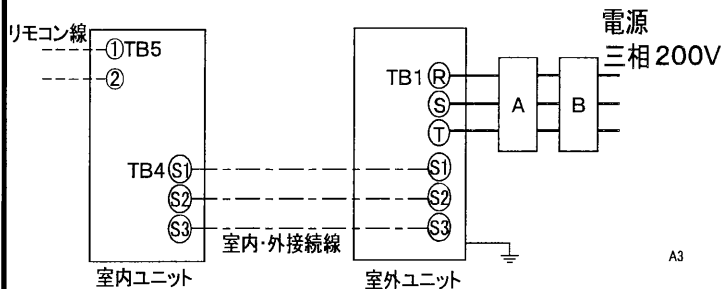 電源
三相200V
リモコン線
①TB5
②
TB1 Ⓡ
Ⓢ
Ⓣ
A
B
TB4 S1
S2
S3
S1
S2
S3
室内・外接続線
A3
室内ユニット
室外ユニット